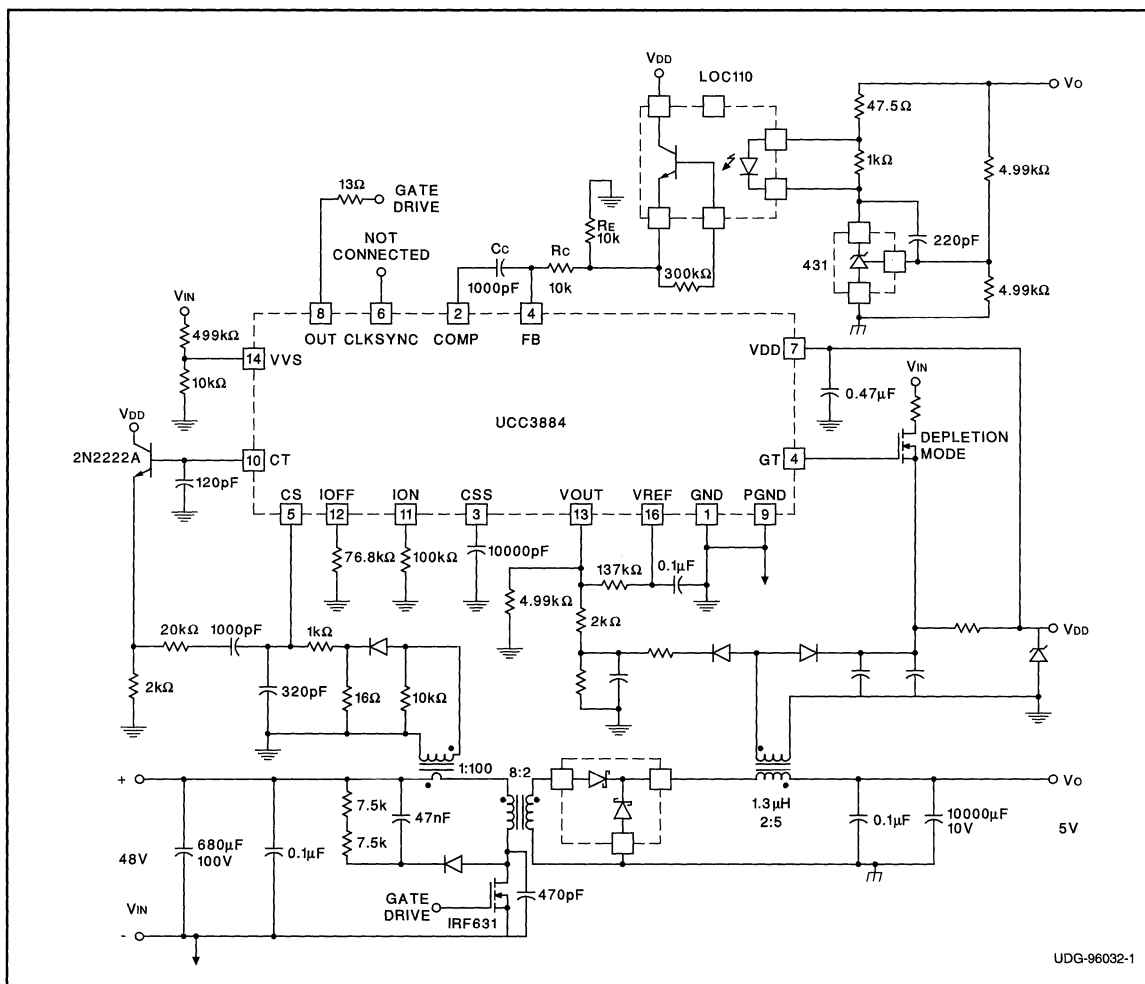 VDD
LOC110
VO
47.5Ω
1kΩ
4.99kΩ
13Ω
GATE
DRIVE
NOT
CONNECTED
RE
10k
220pF
431
CC
RC
1000pF
10k
300kΩ
4.99kΩ
VIN
499kΩ
8
6
2
4
OUT
CLKSYNC
COMP
FB
14
VVS
10kΩ
VDD
7
0.47µF
VIN
UCC3884
VDD
2N2222A
10
CT
120pF
GT
4
DEPLETION
MODE
CS
IOFF
ION
CSS
VOUT
VREF
GND
PGND
5
12
11
3
13
16
1
9
76.8kΩ
100kΩ
10000pF
137kΩ
0.1µF
4.99kΩ
2kΩ
20kΩ
1000pF
1kΩ
VDD
2kΩ
320pF
16Ω
10kΩ
+
1:100
8:2
VO
7.5k
7.5k
47nF
1.3µH
2:5
48V
680µF
100V
0.1µF
0.1µF
10000µF
10V
5V
470pF
GATE
DRIVE
IRF631
VIN
-
UDG-96032-1